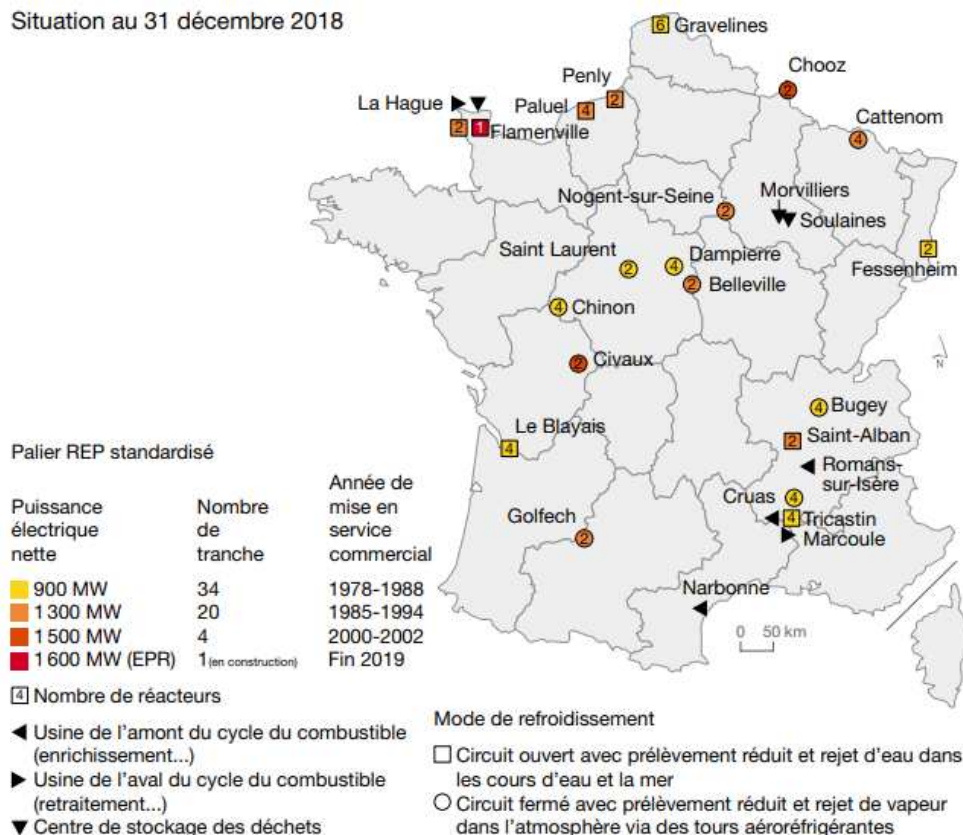 Situation au 31 décembre 2018
6 Gravelines
Chooz
2
Penly
2
La Hague
Paluel
4
Cattenom
4
2 1 Flamenville
Nogent-sur-Seine
2
Morvilliers
Soulaines
Saint Laurent
2
4 Dampierre
2
Fessenheim
2 Belleville
4 Chinon
2 Civaux
4 Bugey
Le Blayais
4
2 Saint-Alban
Romans-
sur-Isère
Cruas 4
4 Tricastin
Marcoule
Golfech
2
Narbonne
0 50 km
N
Palier REP standardisé
Puissance électrique nette
Nombre de tranche
Année de mise en service commercial
900 MW 34 1978-1988
1 300 MW 20 1985-1994
1 500 MW 4 2000-2002
1 600 MW (EPR) 1 (en construction) Fin 2019
4 Nombre de réacteurs
Usine de l'amont du cycle du combustible
(enrichissement...)
Usine de l'aval du cycle du combustible
(retraitement...)
Centre de stockage des déchets
Mode de refroidissement
Circuit ouvert avec prélèvement réduit et rejet d'eau dans
les cours d'eau et la mer
Circuit fermé avec prélèvement réduit et rejet de vapeur
dans l'atmosphère via des tours aéroréfrigérantes